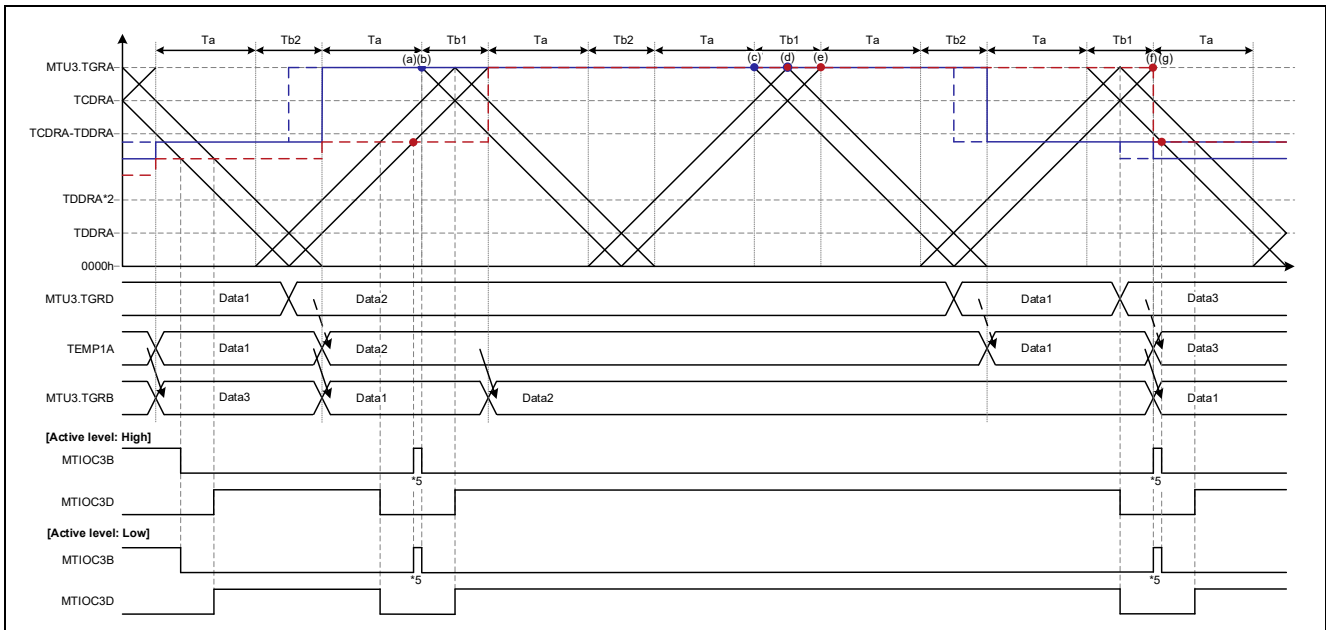 Ta Tb2 Ta Tb1 Ta Tb2 Ta Tb1 Ta Tb2 Ta Tb1 Ta
(a) (b) (c) (d) (e) (f) (g)
MTU3.TGRA
TCDRA
TCDRA-TDDRA
TDDRA*2
TDDRA
0000h
MTU3.TGRD Data1 Data2 Data1 Data3
TEMP1A Data1 Data2 Data1 Data3
MTU3.TGRB Data3 Data1 Data2 Data1
[Active level: High]
MTIOC3B
*5 *5
MTIOC3D
[Active level: Low]
MTIOC3B
*5 *5
MTIOC3D